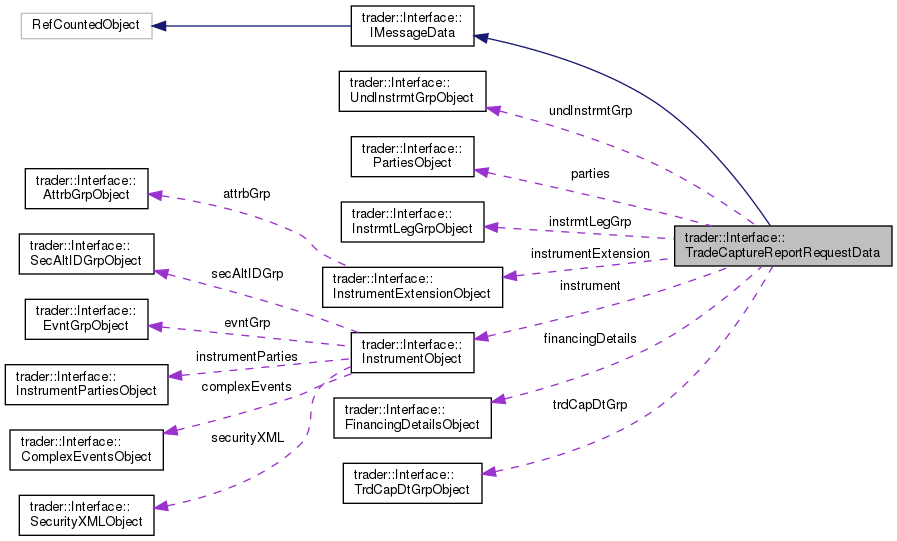 RefCountedObject
trader::Interface::
IMessageData
trader::Interface::
UndInstrmtGrpObject
undInstrmtGrp
trader::Interface::
PartiesObject
parties
trader::Interface::
AttrbGrpObject
attrbGrp
trader::Interface::
InstrmtLegGrpObject
instrmtLegGrp
trader::Interface::
TradeCaptureReportRequestData
trader::Interface::
SecAltIDGrpObject
secAltIDGrp
trader::Interface::
InstrumentExtensionObject
instrumentExtension
instrument
trader::Interface::
EvntGrpObject
evntGrp
trader::Interface::
InstrumentObject
financingDetails
trader::Interface::
InstrumentPartiesObject
instrumentParties
complexEvents
trader::Interface::
FinancingDetailsObject
trdCapDtGrp
trader::Interface::
ComplexEventsObject
securityXML
trader::Interface::
TrdCapDtGrpObject
trader::Interface::
SecurityXMLObject